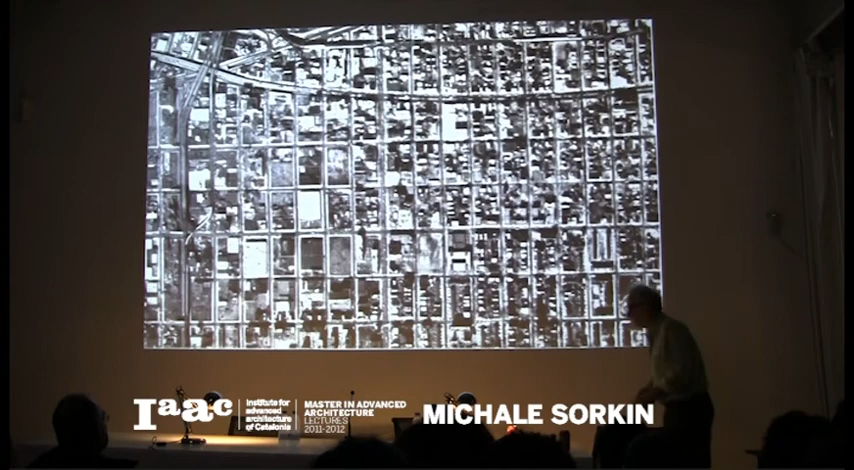 Iaac
Institute for
advanced
architecture
of Catalonia
MASTER IN ADVANCED
ARCHITECTURE
LECTURES
2011-2012
MICHALE SORKIN